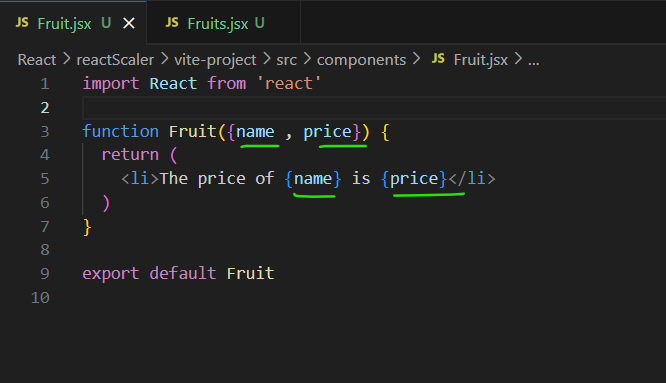 JS Fruit.jsx U × JS Fruits.jsx U
React > reactScaler > vite-project > src > components > JS Fruit.jsx > ...
1 import React from 'react'
2
3 function Fruit({name , price}) {
4   return (
5     <li>The price of {name} is {price}</li>
6   )
7 }
8
9 export default Fruit
10